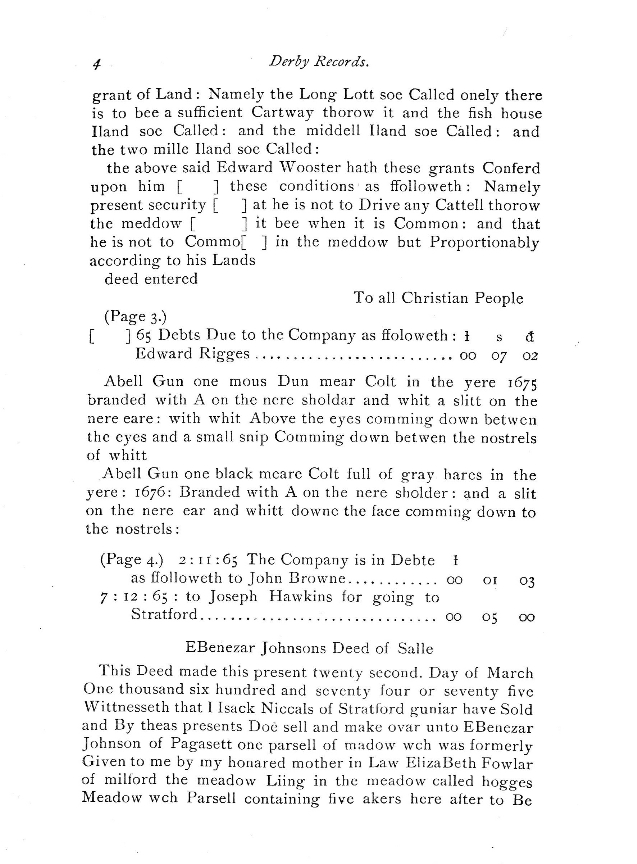 4 Derby Records.
grant of Land: Namely the Long Lott soe Called onely there
is to bee a sufficient Cartway thorow it and the fish house
Iland soe Called: and the middell Iland soe Called: and
the two mille Iland soe Called:
the above said Edward Wooster hath these grants Conferd
upon him [ ] these conditions as ffolloweth: Namely
present security [ ] at he is not to Drive any Cattell thorow
the meddow [ ] it bee when it is Common: and that
he is not to Commo[ ] in the meddow but Proportionably
according to his Lands
deed entered
To all Christian People
(Page 3.)
[ ] 65 Debts Due to the Company as ffoloweth: ł s đ
Edward Rigges .......................... 00 07 02
Abell Gun one mous Dun mear Colt in the yere 1675
branded with A on the nere sholdar and whit a slitt on the
nere eare: with whit Above the eyes comming down betwen
the eyes and a small snip Comming down betwen the nostrels
of whitt
Abell Gun one black meare Colt full of gray hares in the
yere: 1676: Branded with A on the nere sholder: and a slit
on the nere ear and whitt downe the face comming down to
the nostrels:
(Page 4.) 2:11:65 The Company is in Debte ł
as ffolloweth to John Browne............ 00 01 03
7:12:65: to Joseph Hawkins for going to
Stratford............................... 00 05 00
EBenezar Johnsons Deed of Salle
This Deed made this present twenty second. Day of March
One thousand six hundred and seventy four or seventy five
Wittnesseth that I Isack Niccals of Stratford guniar have Sold
and By theas presents Doe sell and make ovar unto EBenezar
Johnson of Pagasett one parsell of madow wch was formerly
Given to me by my honared mother in Law ElizaBeth Fowlar
of milford the meadow Liing in the meadow called hogges
Meadow wch Parsell containing five akers here after to Be